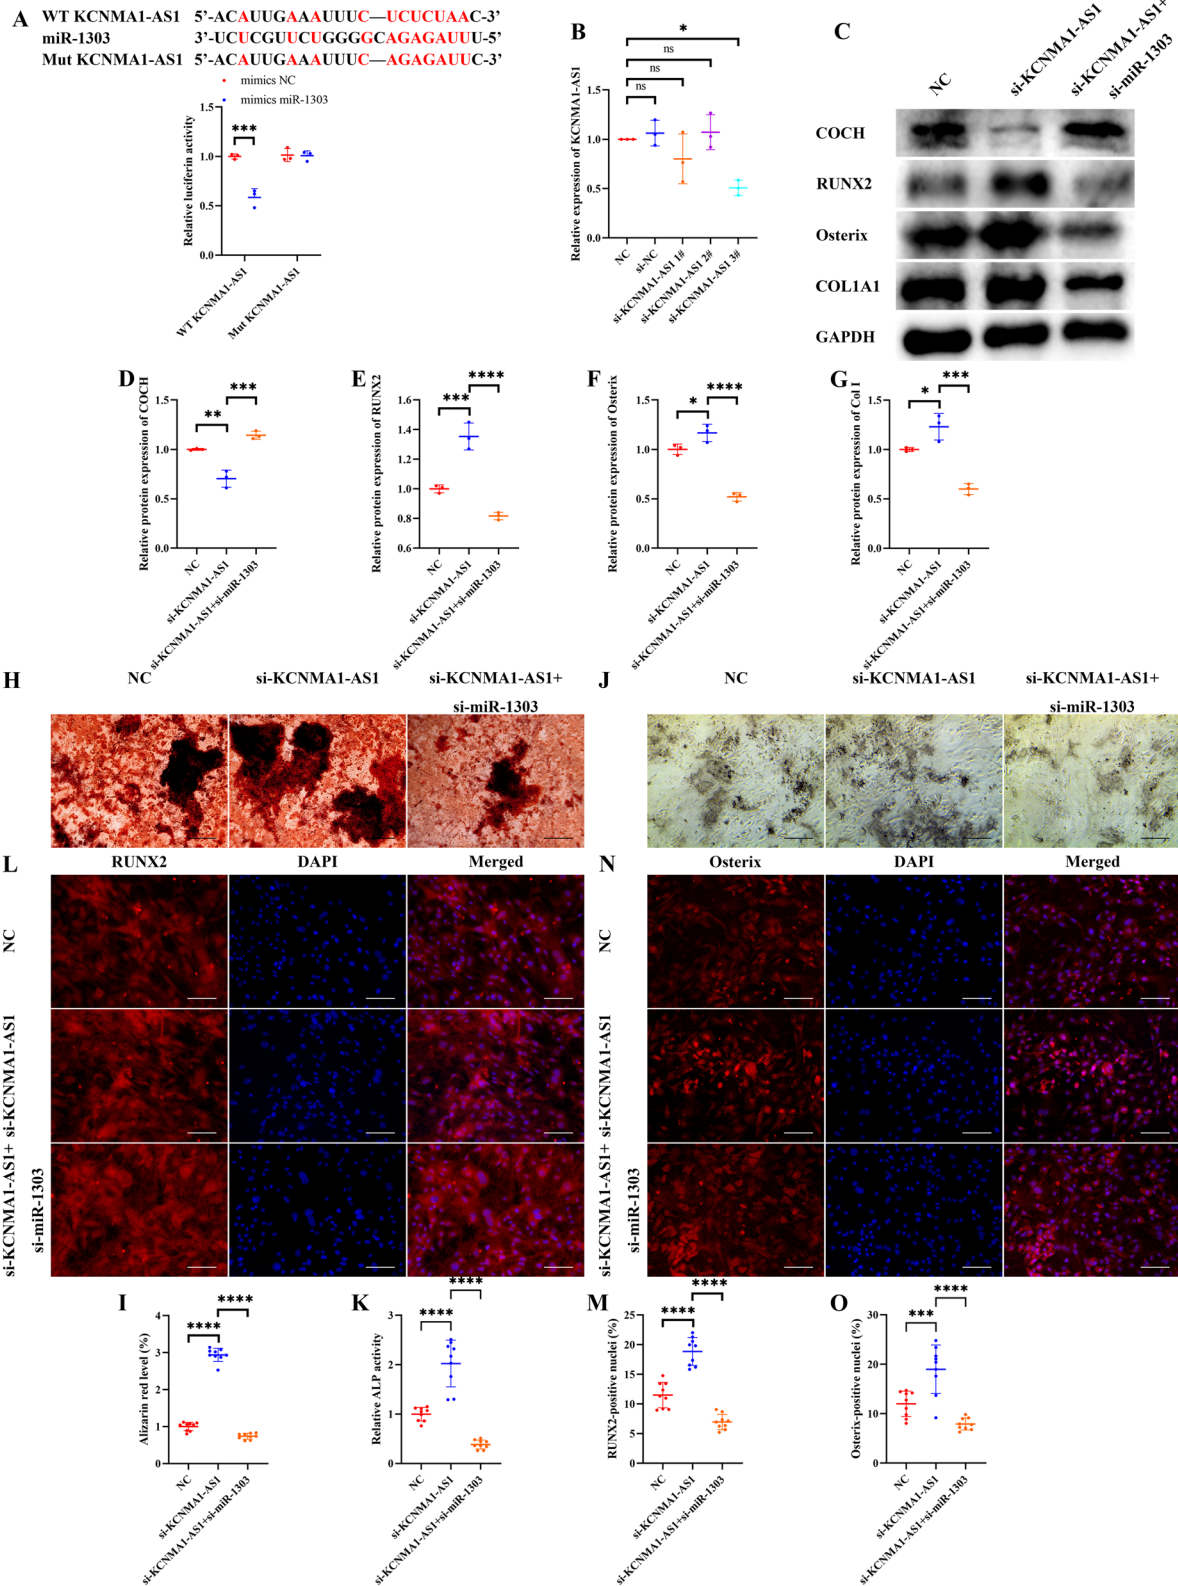 A
WT KCNMA1-AS1 5’-ACAUUGAAAUUUC—UCUCUAAC-3’
miR-1303 3’-UCUCGUUCUGGGGCAGAGAUUU-5’
Mut KCNMA1-AS1 5’-ACAUUGAAAUUUC—AGAGAUUC-3’
mimics NC
mimics miR-1303
Relative luciferin activity
1.5
1.0
0.5
0.0
***
WT KCNMA1-AS1
Mut KCNMA1-AS1
B
Relative expression of KCNMA1-AS1
1.5
1.0
0.5
0.0
*
ns
ns
ns
NC
si-NC
si-KCNMA1-AS1 1#
si-KCNMA1-AS1 2#
si-KCNMA1-AS1 3#
C
NC
si-KCNMA1-AS1
si-KCNMA1-AS1+
si-miR-1303
COCH
RUNX2
Osterix
COL1A1
GAPDH
D
Relative protein expression of COCH
1.5
1.0
0.5
0.0
**
***
NC
si-KCNMA1-AS1
si-KCNMA1-AS1+si-miR-1303
E
Relative protein expression of RUNX2
1.6
1.4
1.2
1.0
0.8
0.6
***
****
NC
si-KCNMA1-AS1
si-KCNMA1-AS1+si-miR-1303
F
Relative protein expression of Osterix
1.5
1.0
0.5
0.0
*
****
NC
si-KCNMA1-AS1
si-KCNMA1-AS1+si-miR-1303
G
Relative protein expression of Col I
1.5
1.0
0.5
0.0
*
***
NC
si-KCNMA1-AS1
si-KCNMA1-AS1+si-miR-1303
H
NC
si-KCNMA1-AS1
si-KCNMA1-AS1+
si-miR-1303
J
NC
si-KCNMA1-AS1
si-KCNMA1-AS1+
si-miR-1303
L
RUNX2
DAPI
Merged
NC
si-KCNMA1-AS1
si-KCNMA1-AS1+
si-miR-1303
N
Osterix
DAPI
Merged
NC
si-KCNMA1-AS1
si-KCNMA1-AS1+
si-miR-1303
I
Alizarin red level (%)
4
3
2
1
0
****
****
NC
si-KCNMA1-AS1
si-KCNMA1-AS1+si-miR-1303
K
Relative ALP activity
3
2
1
0
****
****
NC
si-KCNMA1-AS1
si-KCNMA1-AS1+si-miR-1303
M
RUNX2-positive nuclei (%)
25
20
15
10
5
0
****
****
NC
si-KCNMA1-AS1
si-KCNMA1-AS1+si-miR-1303
O
Osterix-positive nuclei (%)
30
20
10
0
***
****
NC
si-KCNMA1-AS1
si-KCNMA1-AS1+si-miR-1303